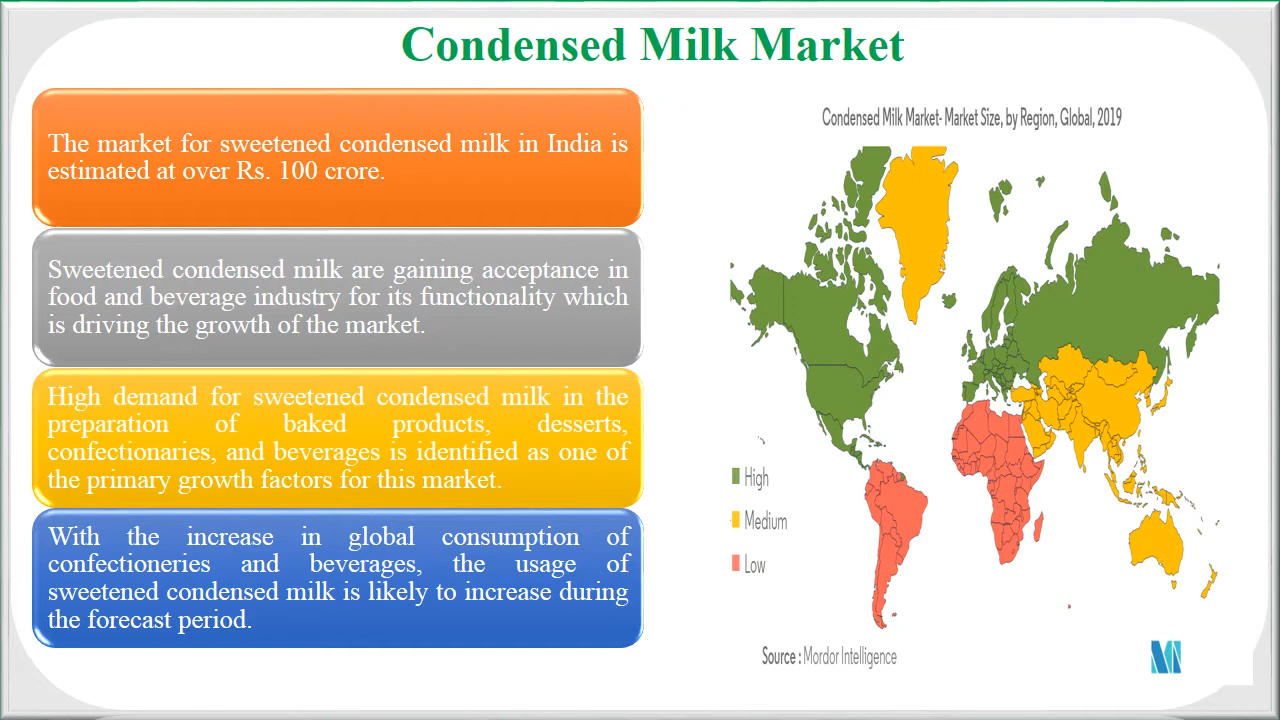 Condensed Milk Market
The market for sweetened condensed milk in India is
estimated at over Rs. 100 crore.
Sweetened condensed milk are gaining acceptance in
food and beverage industry for its functionality which
is driving the growth of the market.
High demand for sweetened condensed milk in the
preparation of baked products, desserts,
confectionaries, and beverages is identified as one of
the primary growth factors for this market.
With the increase in global consumption of
confectioneries and beverages, the usage of
sweetened condensed milk is likely to increase during
the forecast period.
Condensed Milk Market- Market Size, by Region, Global, 2019
High
Medium
Low
Source : Mordor Intelligence